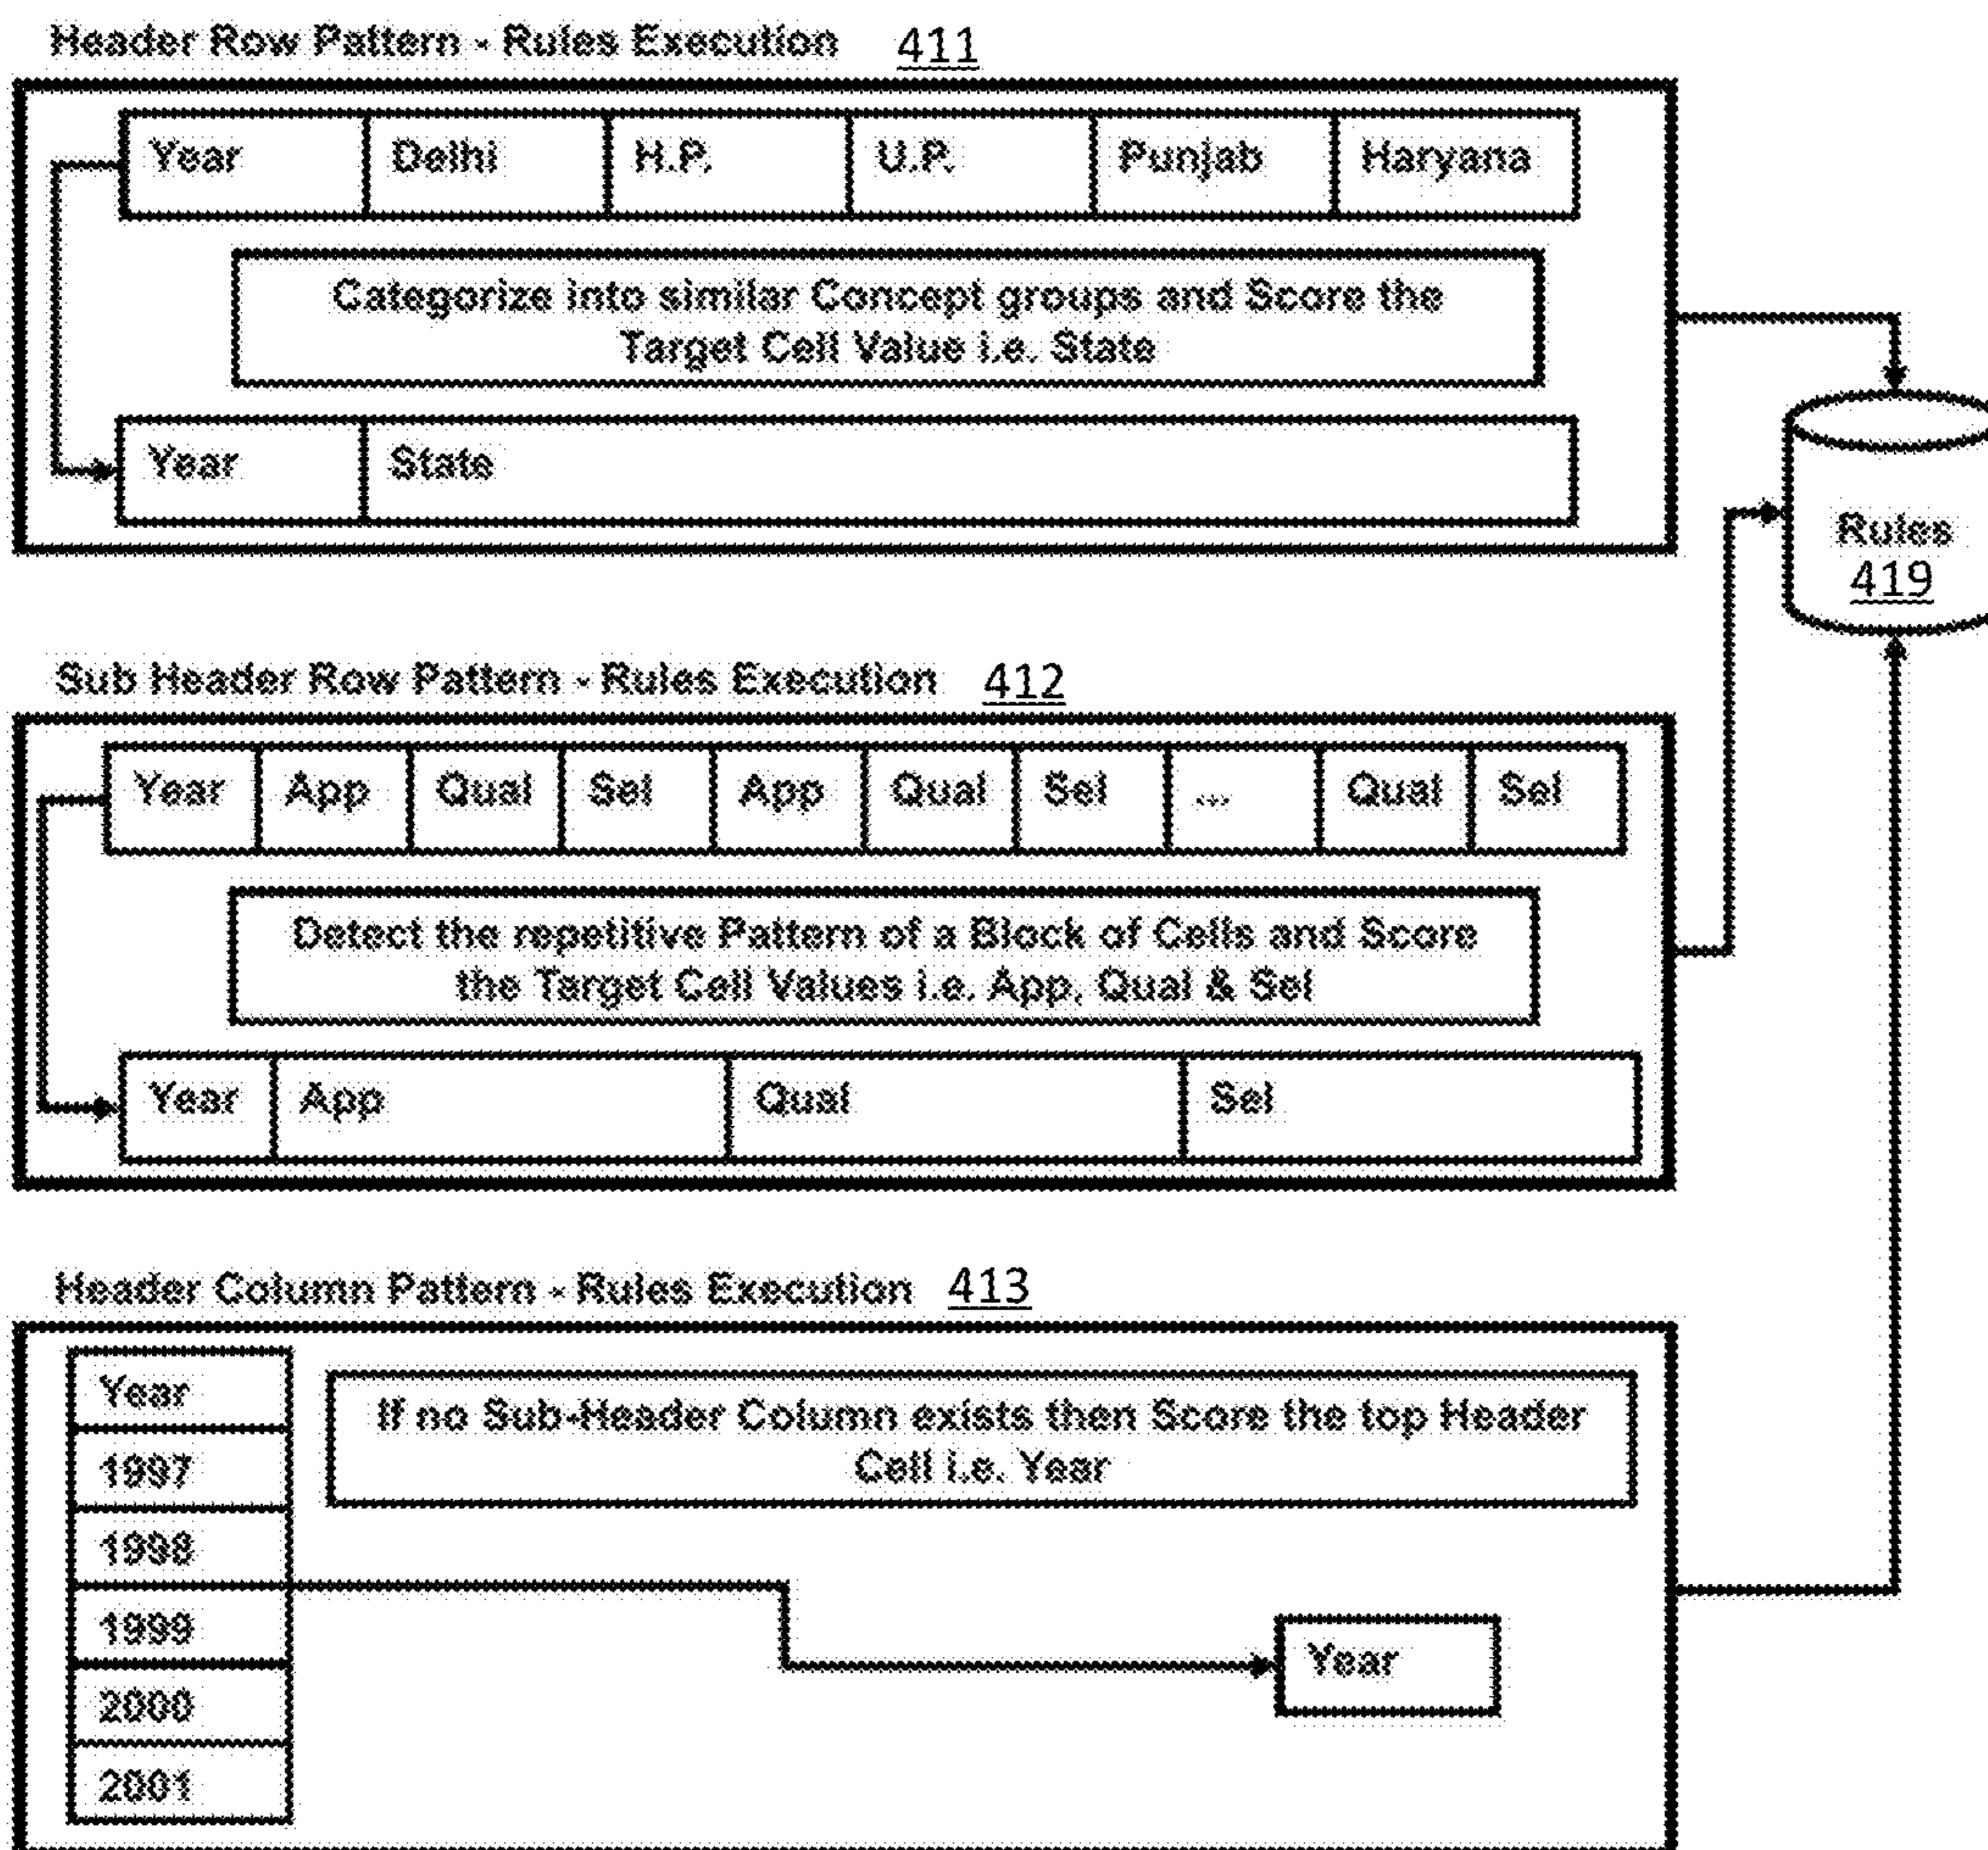 Header Row Pattern - Rules Execution 411
Year Delhi H.P. U.P. Punjab Haryana
Categorize into similar Concept groups and Score the
Target Cell Value i.e. State
Year State
Rules
419
Sub Header Row Pattern - Rules Execution 412
Year App Qual Sel App Qual Sel ... Qual Sel
Detect the repetitive Pattern of a Block of Cells and Score
the Target Cell Values i.e. App, Qual & Sel
Year App Qual Sel
Header Column Pattern - Rules Execution 413
Year
If no Sub-Header Column exists then Score the top Header
Cell i.e. Year
1997
1998
1999
Year
2000
2001